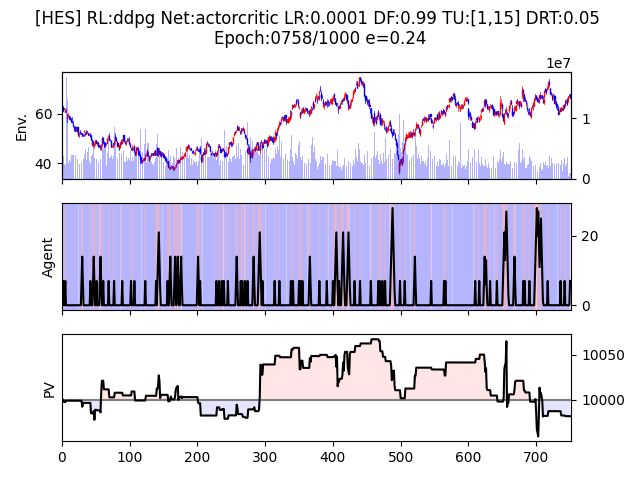 [HES] RL:ddpg Net:actorcritic LR:0.0001 DF:0.99 TU:[1,15] DRT:0.05
Epoch:0758/1000 e=0.24
1e7
Env.
60
40
1
0
Agent
20
0
PV
10050
10000
0 100 200 300 400 500 600 700